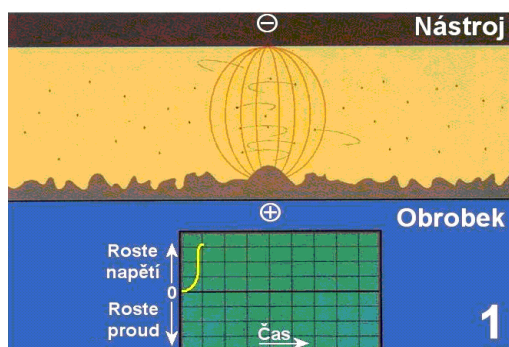 ⊖
Nástroj
⊕
Obrobek
Roste
napětí
0
Roste
proud
Čas
1